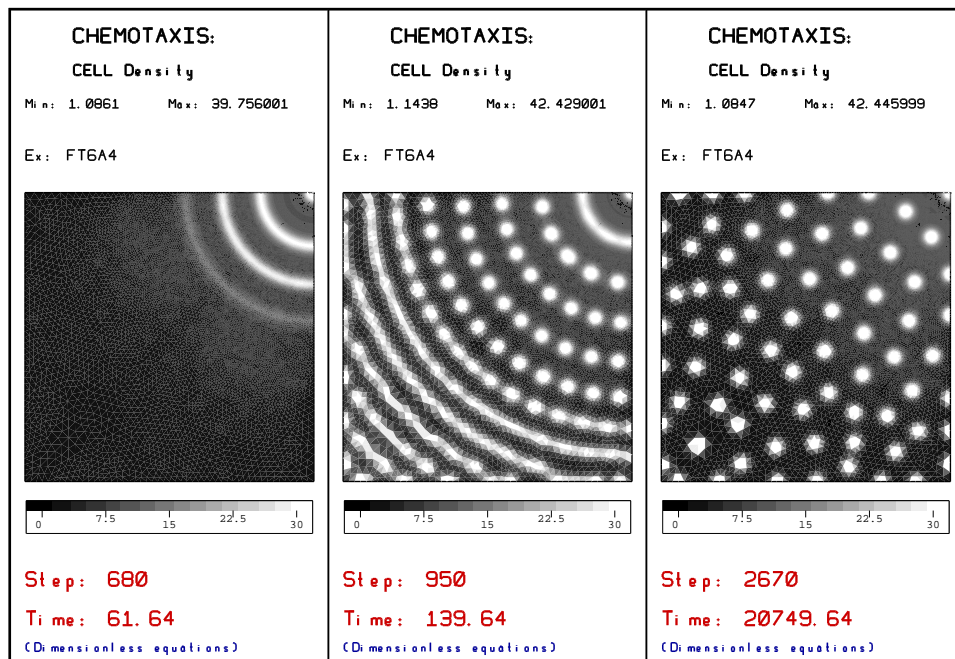 CHEMOTAXIS:
CELL Density
Min: 1.0861 Max: 39.756001
Ex: FT6A4
0 7.5 15 22.5 30
Step: 680
Time: 61.64
(Dimensionless equations)
CHEMOTAXIS:
CELL Density
Min: 1.1438 Max: 42.429001
Ex: FT6A4
0 7.5 15 22.5 30
Step: 950
Time: 139.64
(Dimensionless equations)
CHEMOTAXIS:
CELL Density
Min: 1.0847 Max: 42.445999
Ex: FT6A4
0 7.5 15 22.5 30
Step: 2670
Time: 20749.64
(Dimensionless equations)